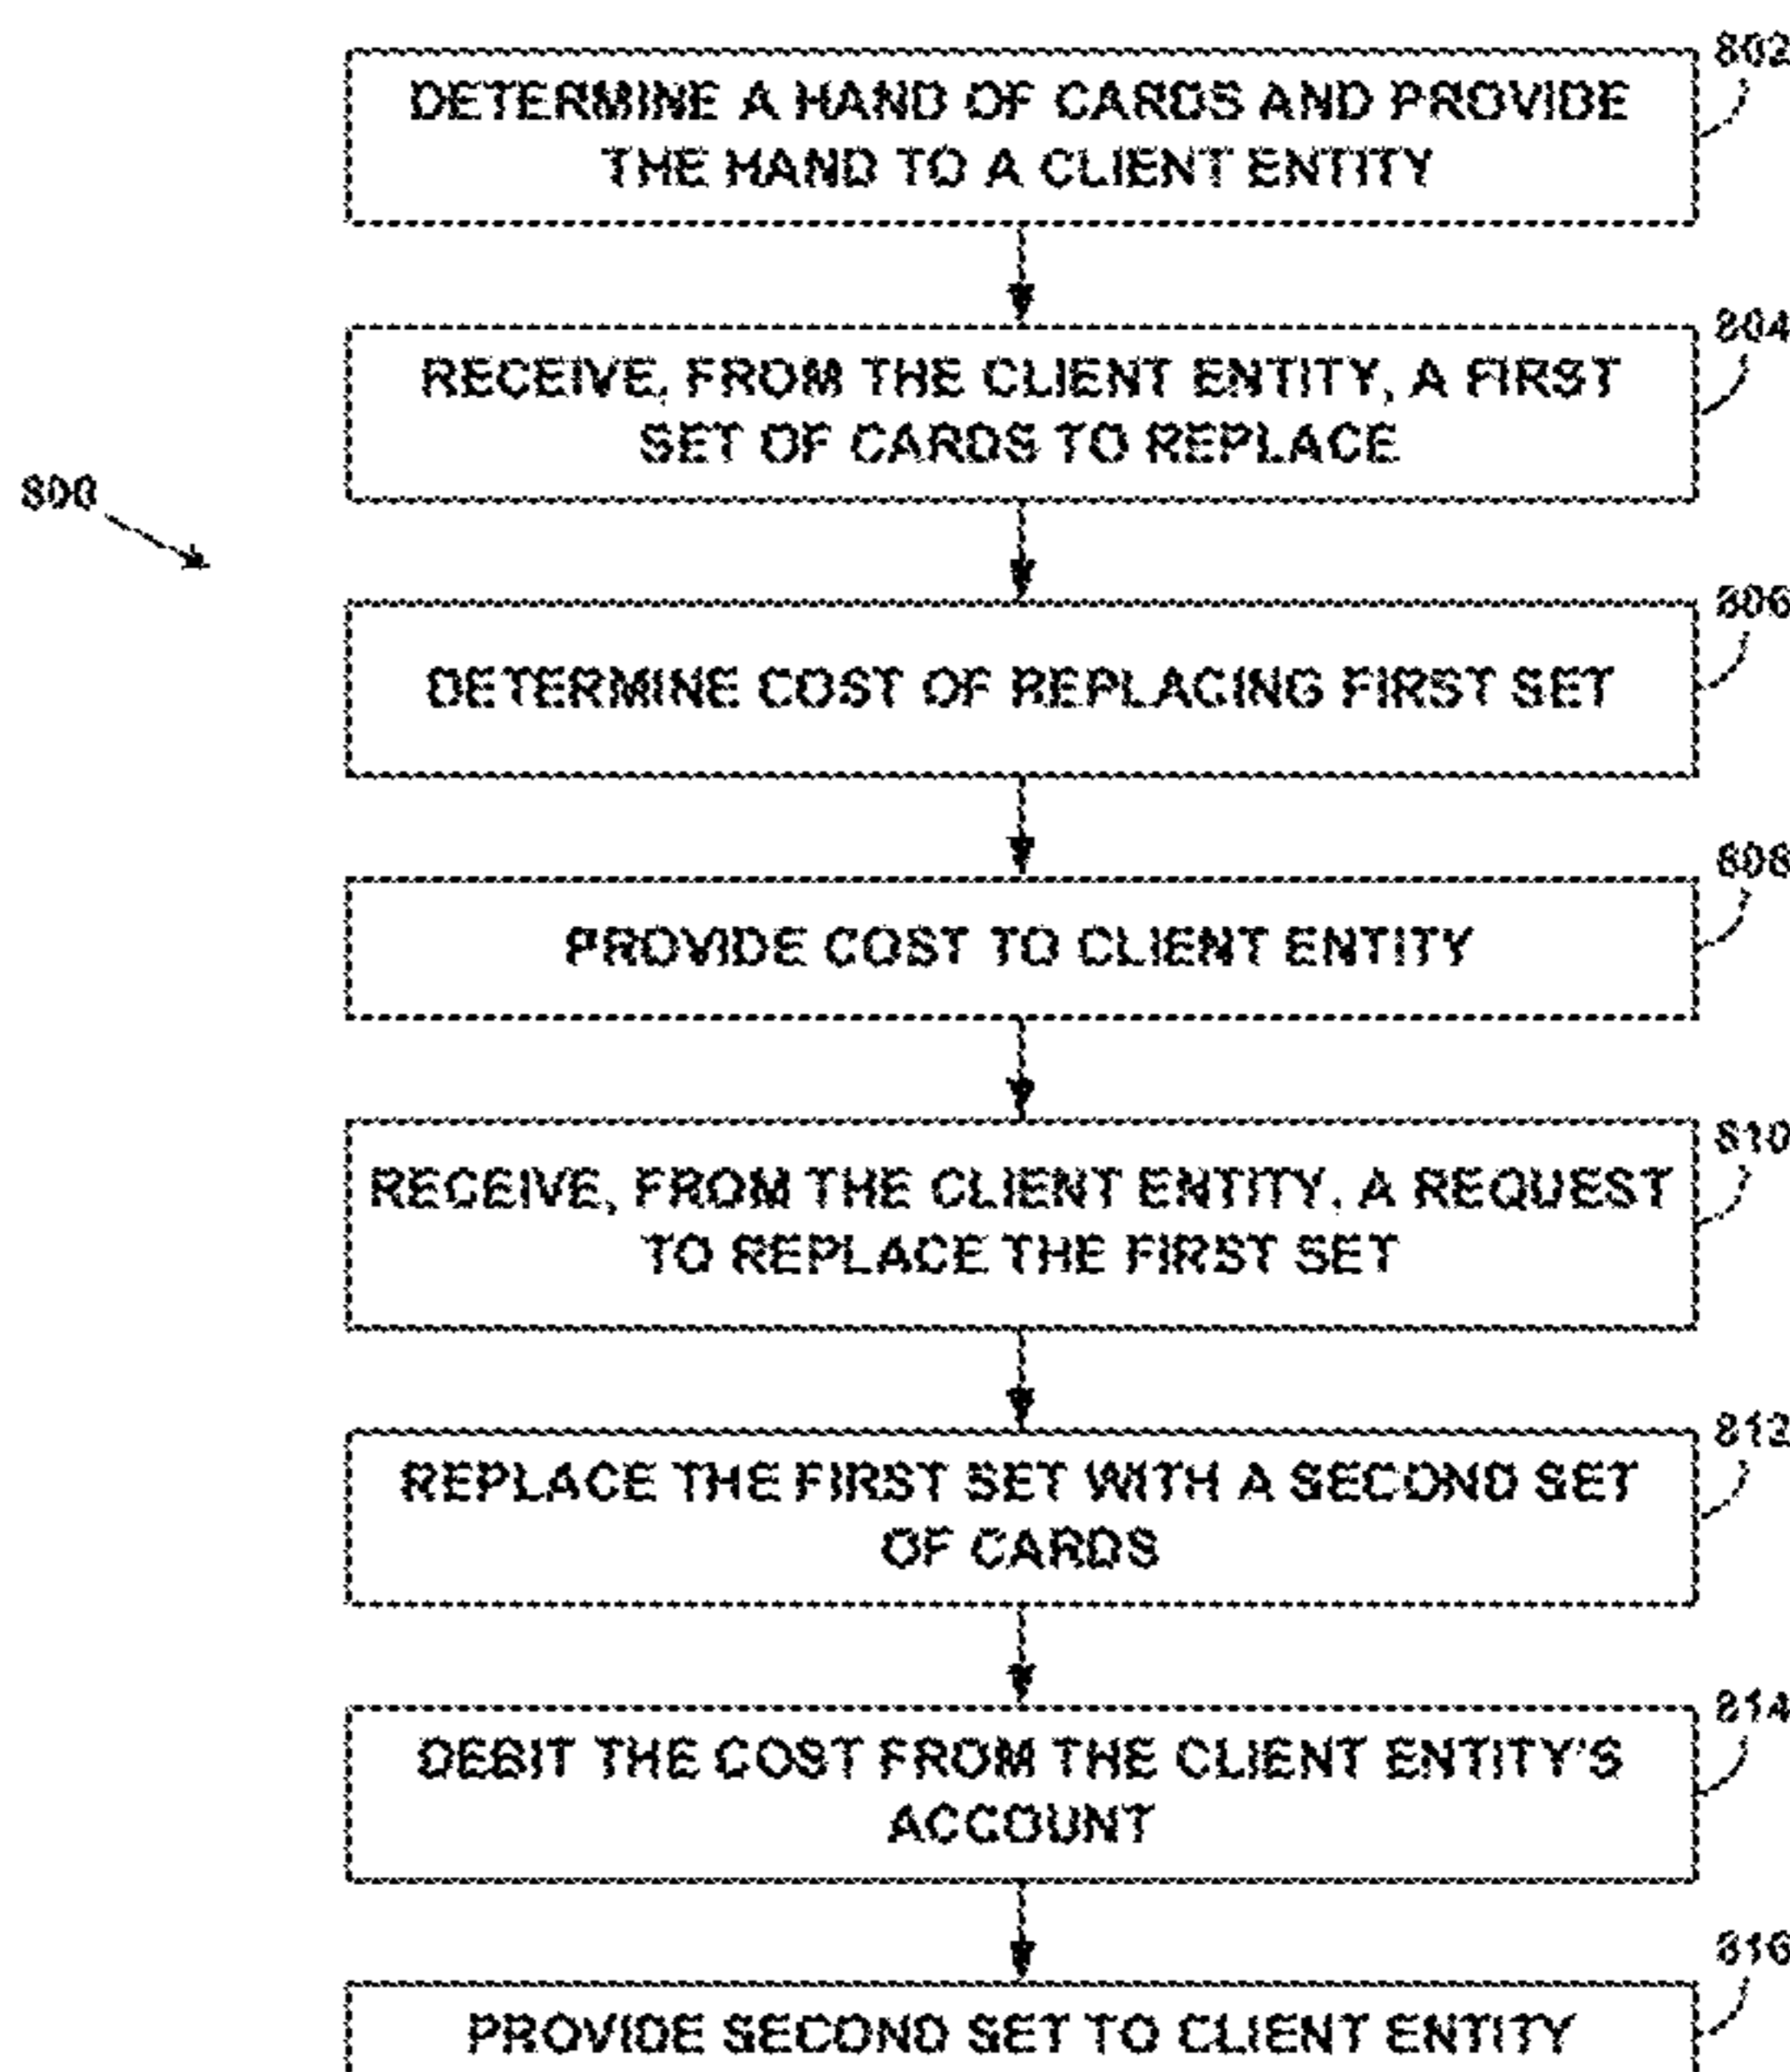 802
DETERMINE A HAND OF CARDS AND PROVIDE
THE HAND TO A CLIENT ENTITY
804
RECEIVE, FROM THE CLIENT ENTITY, A FIRST
SET OF CARDS TO REPLACE
800
806
DETERMINE COST OF REPLACING FIRST SET
808
PROVIDE COST TO CLIENT ENTITY
810
RECEIVE, FROM THE CLIENT ENTITY, A REQUEST
TO REPLACE THE FIRST SET
812
REPLACE THE FIRST SET WITH A SECOND SET
OF CARDS
814
DEBIT THE COST FROM THE CLIENT ENTITY'S
ACCOUNT
816
PROVIDE SECOND SET TO CLIENT ENTITY